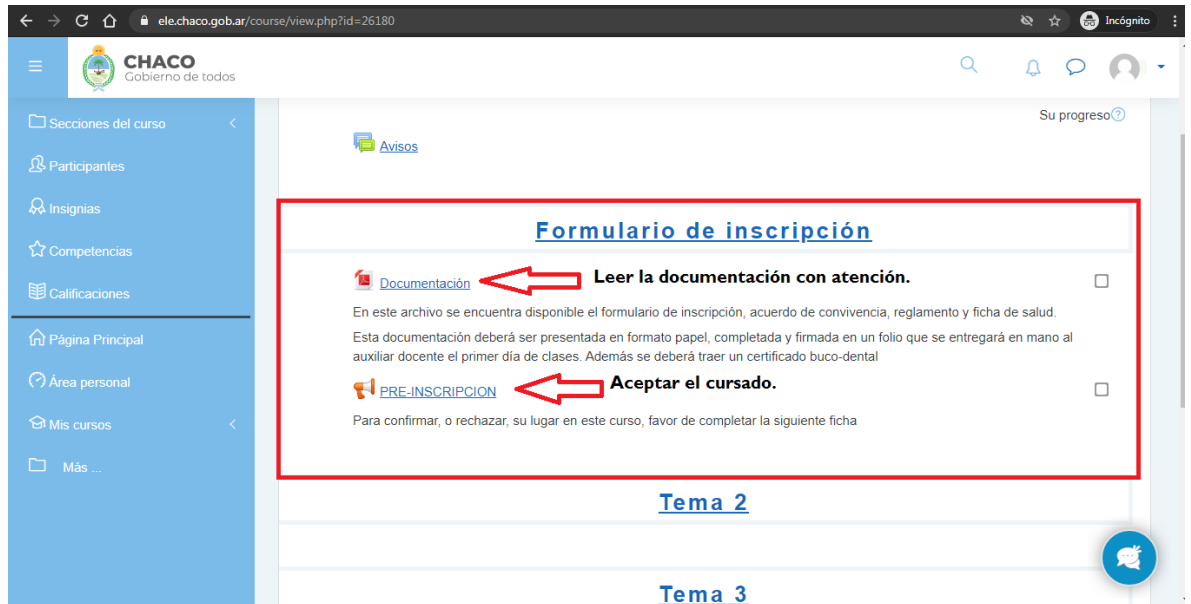 ele.chaco.gob.ar/course/view.php?id=26180
Incógnito
CHACO
Gobierno de todos
Secciones del curso
Participantes
Insignias
Competencias
Calificaciones
Página Principal
Área personal
Mis cursos
Más ...
Su progreso
Avisos
Formulario de inscripción
Documentación
Leer la documentación con atención.
En este archivo se encuentra disponible el formulario de inscripción, acuerdo de convivencia, reglamento y ficha de salud.
Esta documentación deberá ser presentada en formato papel, completada y firmada en un folio que se entregará en mano al
auxiliar docente el primer día de clases. Además se deberá traer un certificado buco-dental
PRE-INSCRIPCION
Aceptar el cursado.
Para confirmar, o rechazar, su lugar en este curso, favor de completar la siguiente ficha
Tema 2
Tema 3